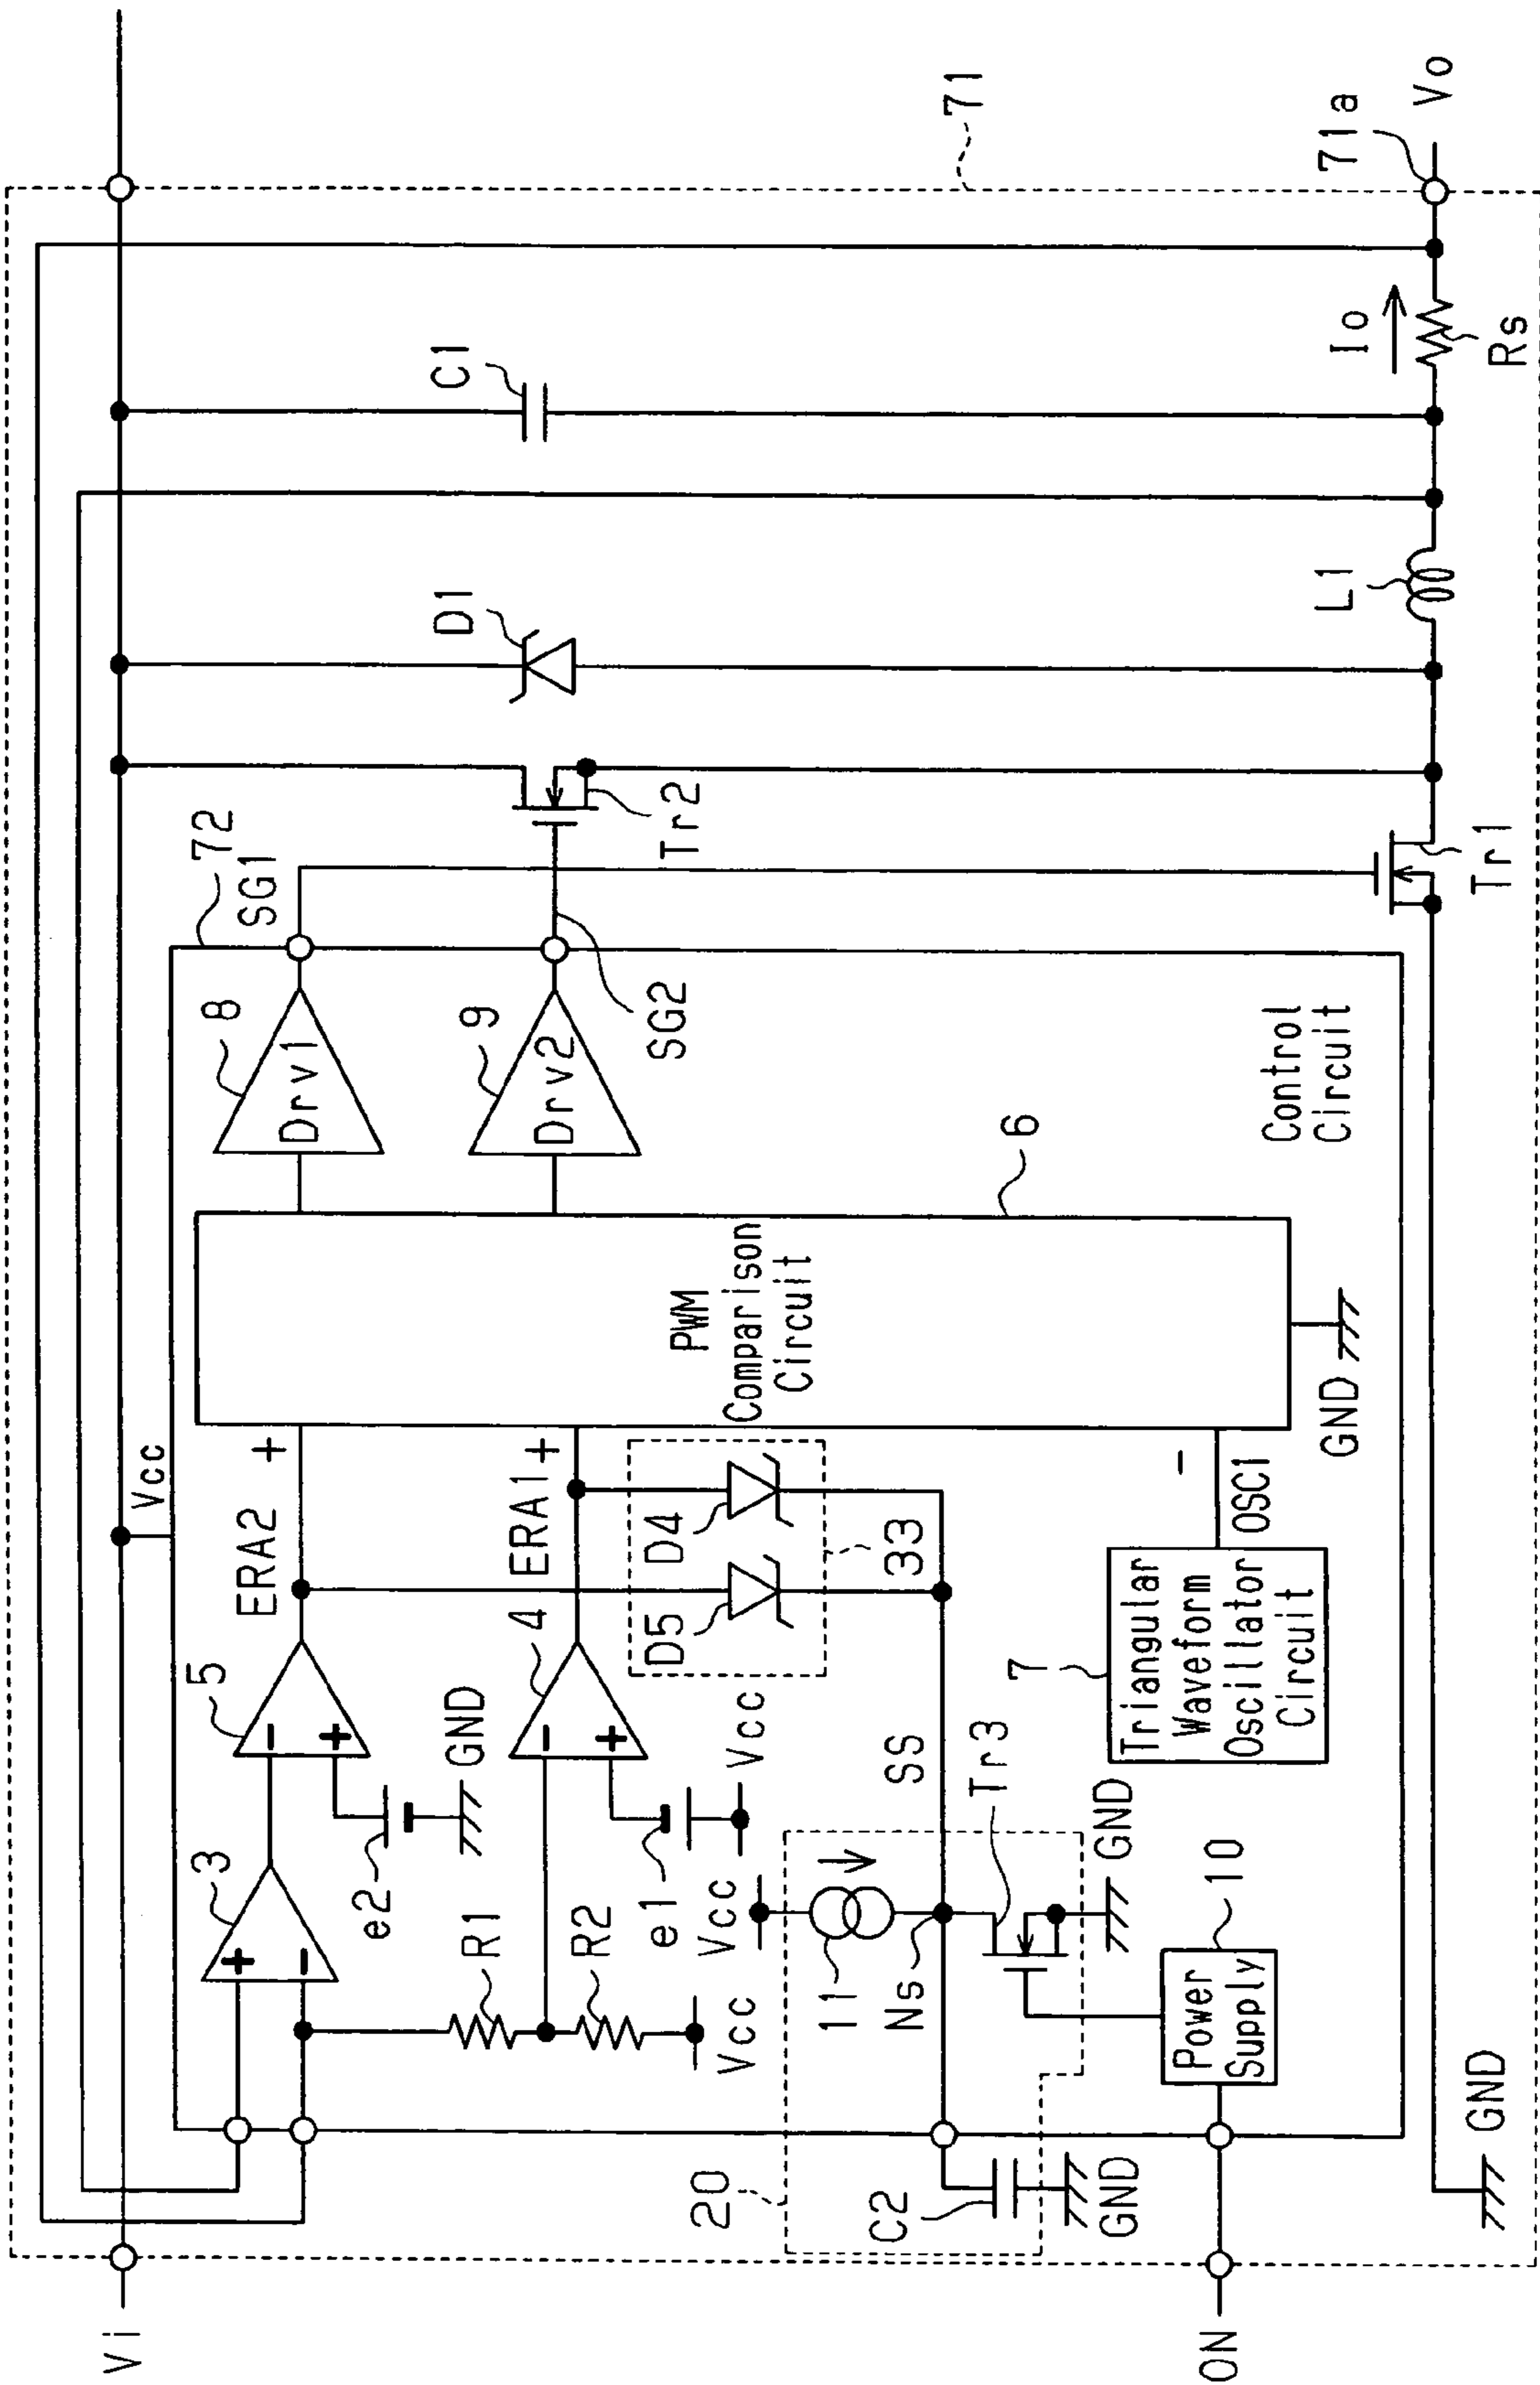 Vi
Vcc
72
SG1
71
71a
Vo
Io
Rs
C1
L1
D1
Tr2
Tr1
8
Drv1
9
Drv2
SG2
Control
Circuit
6
PWM
Comparison
Circuit
GND
ERA2
+
ERA1
+
-
OSC1
D4
D5
33
5
-
+
e2
GND
4
-
+
e1
Vcc
3
+
-
R1
R2
Vcc
7
Triangular
Waveform
Oscillator
Circuit
SS
Vcc
11
Ns
Tr3
GND
10
Power
Supply
20
C2
GND
GND
ON